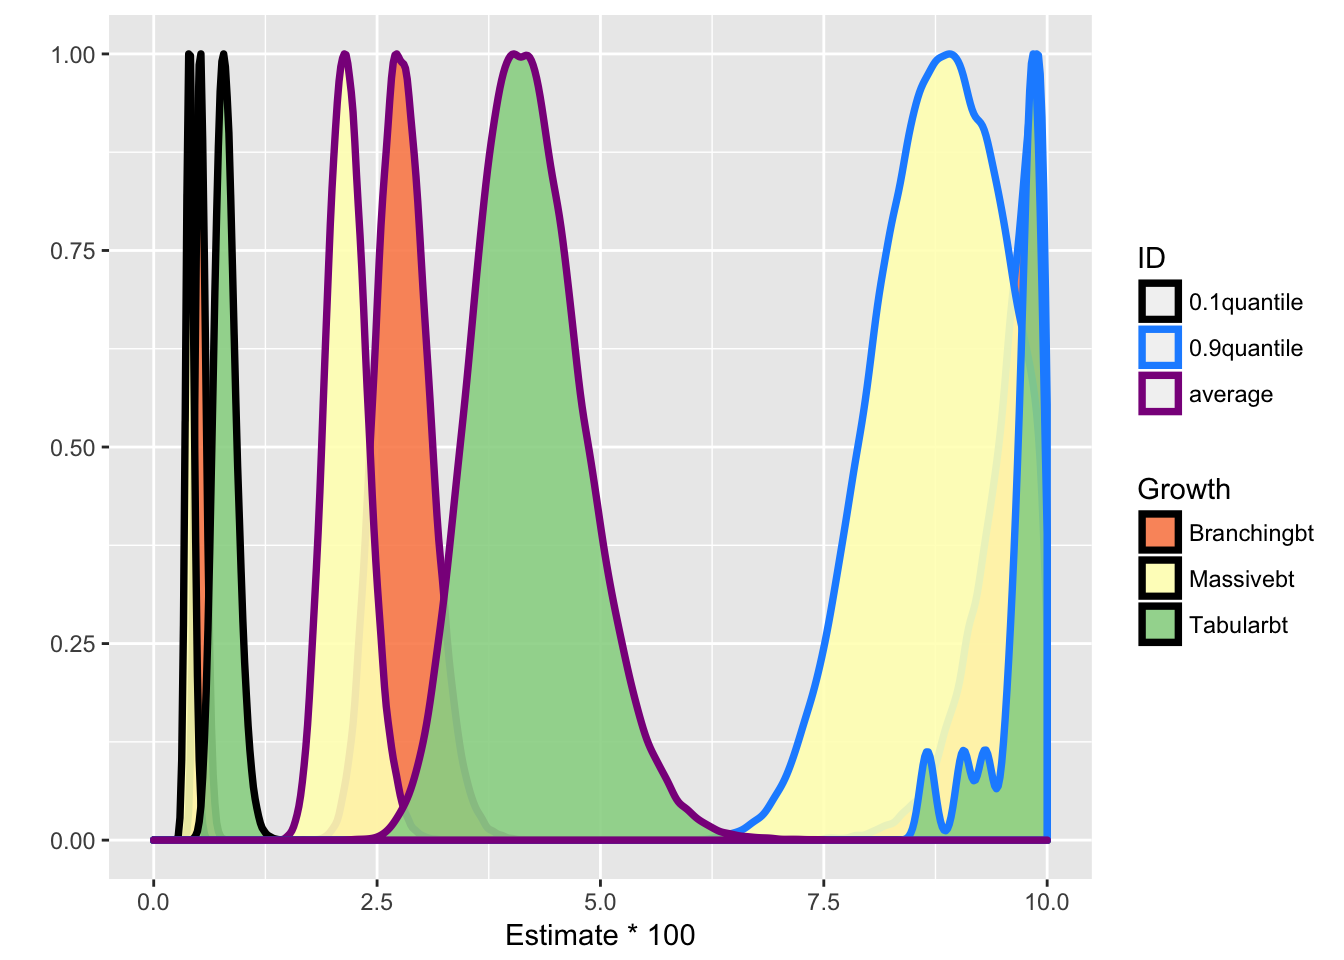 1.00
0.75
0.50
0.25
0.00
0.0 2.5 5.0 7.5 10.0
Estimate * 100
ID
0.1quantile
0.9quantile
average
Growth
Branchingbt
Massivebt
Tabularbt